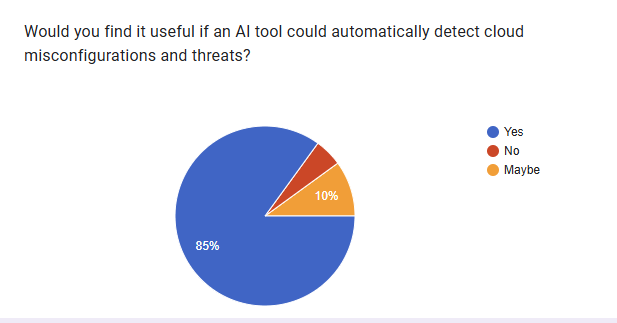 Would you find it useful if an AI tool could automatically detect cloud
misconfigurations and threats?
Yes
No
Maybe
10%
85%